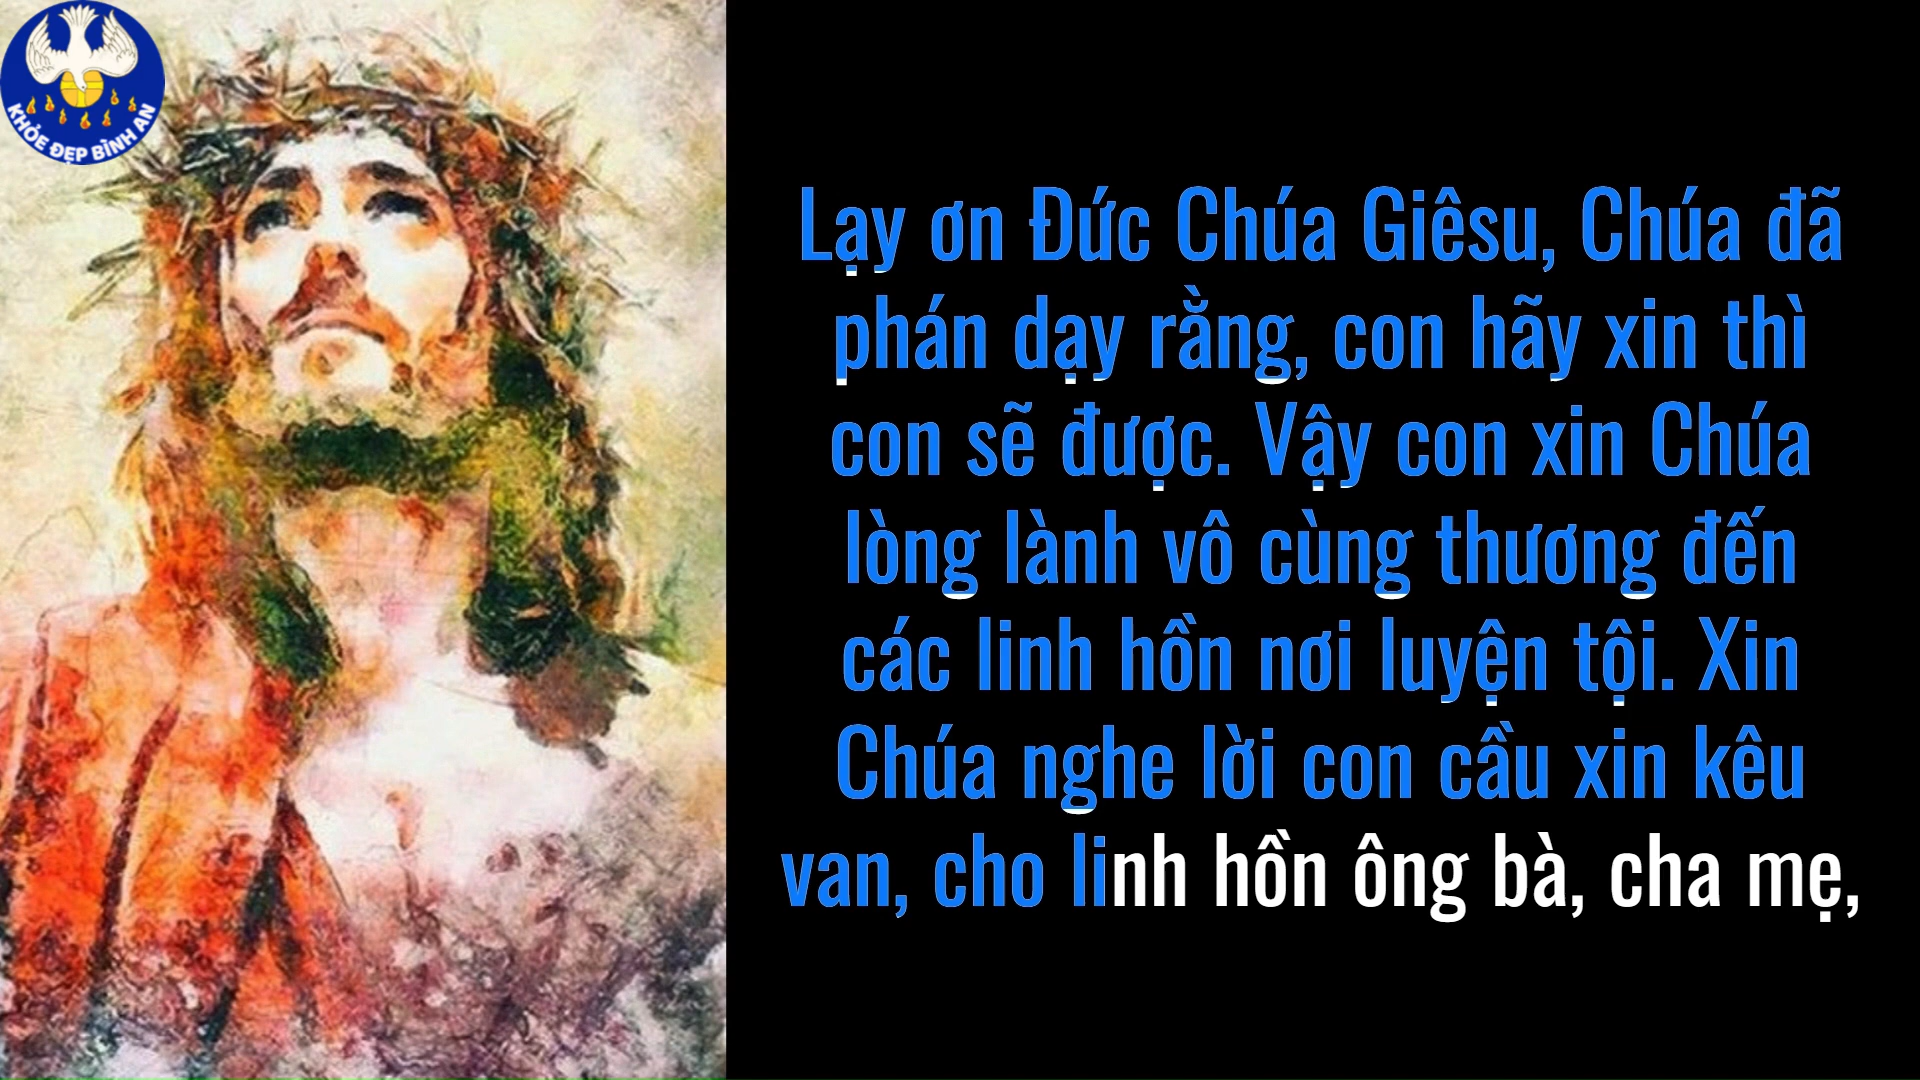 KHỎE ĐẸP BÌNH AN
Lạy ơn Đức Chúa Giêsu, Chúa đã
phán dạy rằng, con hãy xin thì
con sẽ được. Vậy con xin Chúa
lòng lành vô cùng thương đến
các linh hồn nơi luyện tội. Xin
Chúa nghe lời con cầu xin kêu
van, cho linh hồn ông bà, cha mẹ,